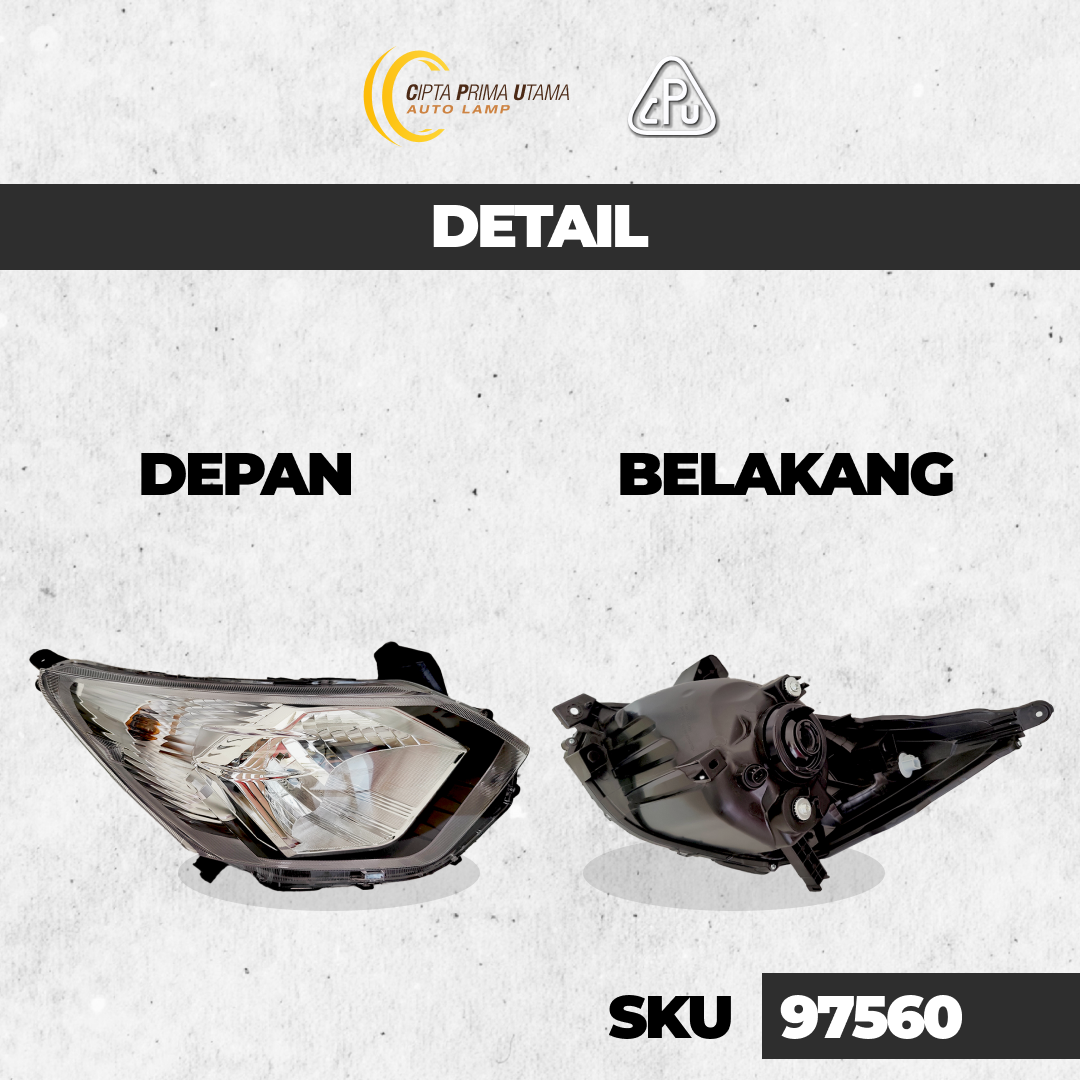 CIPTA PRIMA UTAMA
AUTO LAMP
CPU
DETAIL
DEPAN
BELAKANG
SKU 97560